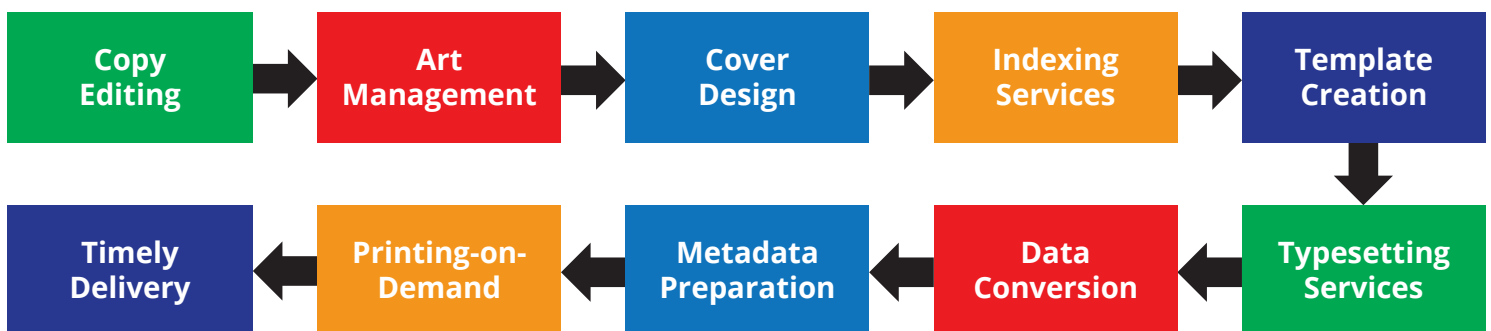 Copy
Editing
Art
Management
Cover
Design
Indexing
Services
Template
Creation
Typesetting
Services
Data
Conversion
Metadata
Preparation
Printing-on-
Demand
Timely
Delivery